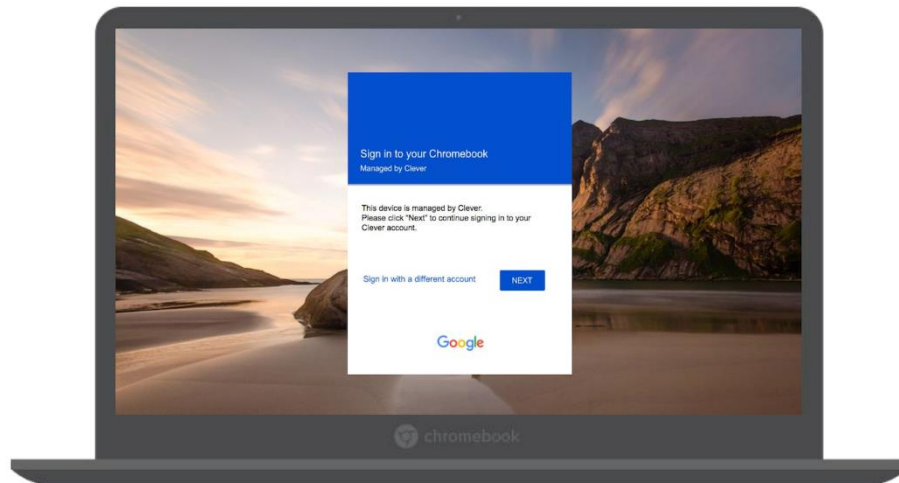 Sign in to your Chromebook
Managed by Clever
This device is managed by Clever.
Please click "Next" to continue signing in to your
Clever account.
Sign in with a different account
NEXT
Google
chromebook